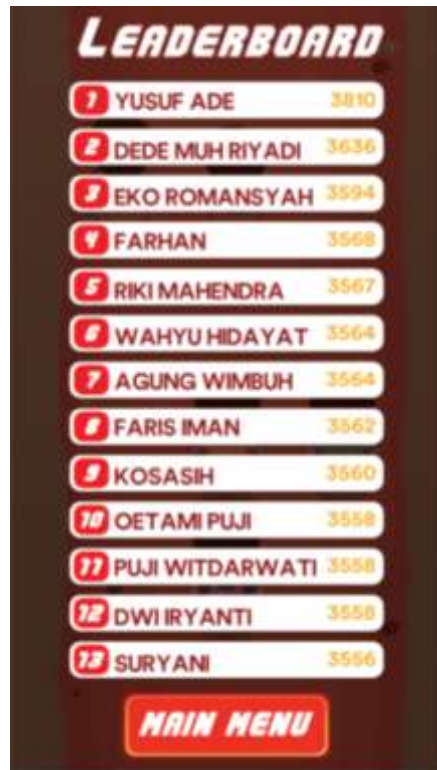 LEADERBOARD
1 YUSUF ADE 3810
2 DEDE MUH RIYADI 3636
3 EKO ROMANSYAH 3594
4 FARHAN 3568
5 RIKI MAHENDRA 3567
6 WAHYU HIDAYAT 3564
7 AGUNG WIMBUH 3564
8 FARIS IMAN 3562
9 KOSASIH 3560
10 OETAMI PUJI 3558
11 PUJI WITDARWATI 3558
12 DWI IRYANTI 3558
13 SURYANI 3556
MAIN MENU